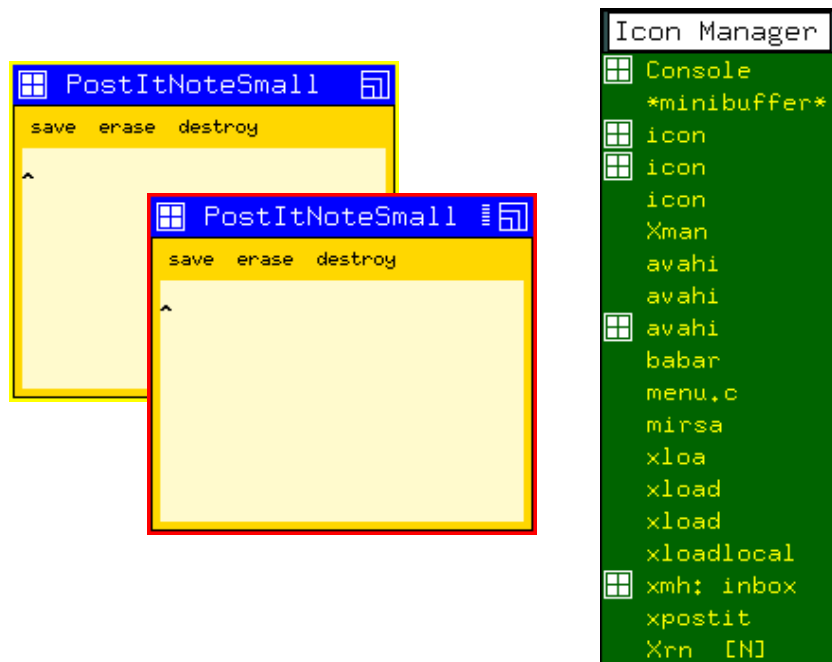 PostItNoteSmall
save erase destroy
^
PostItNoteSmall
save erase destroy
^
Icon Manager
Console
*minibuffer*
icon
icon
icon
Xman
avahi
avahi
avahi
babar
menu.c
mirsa
xloa
xload
xload
xloadlocal
xmh: inbox
xpostit
Xrn [N]